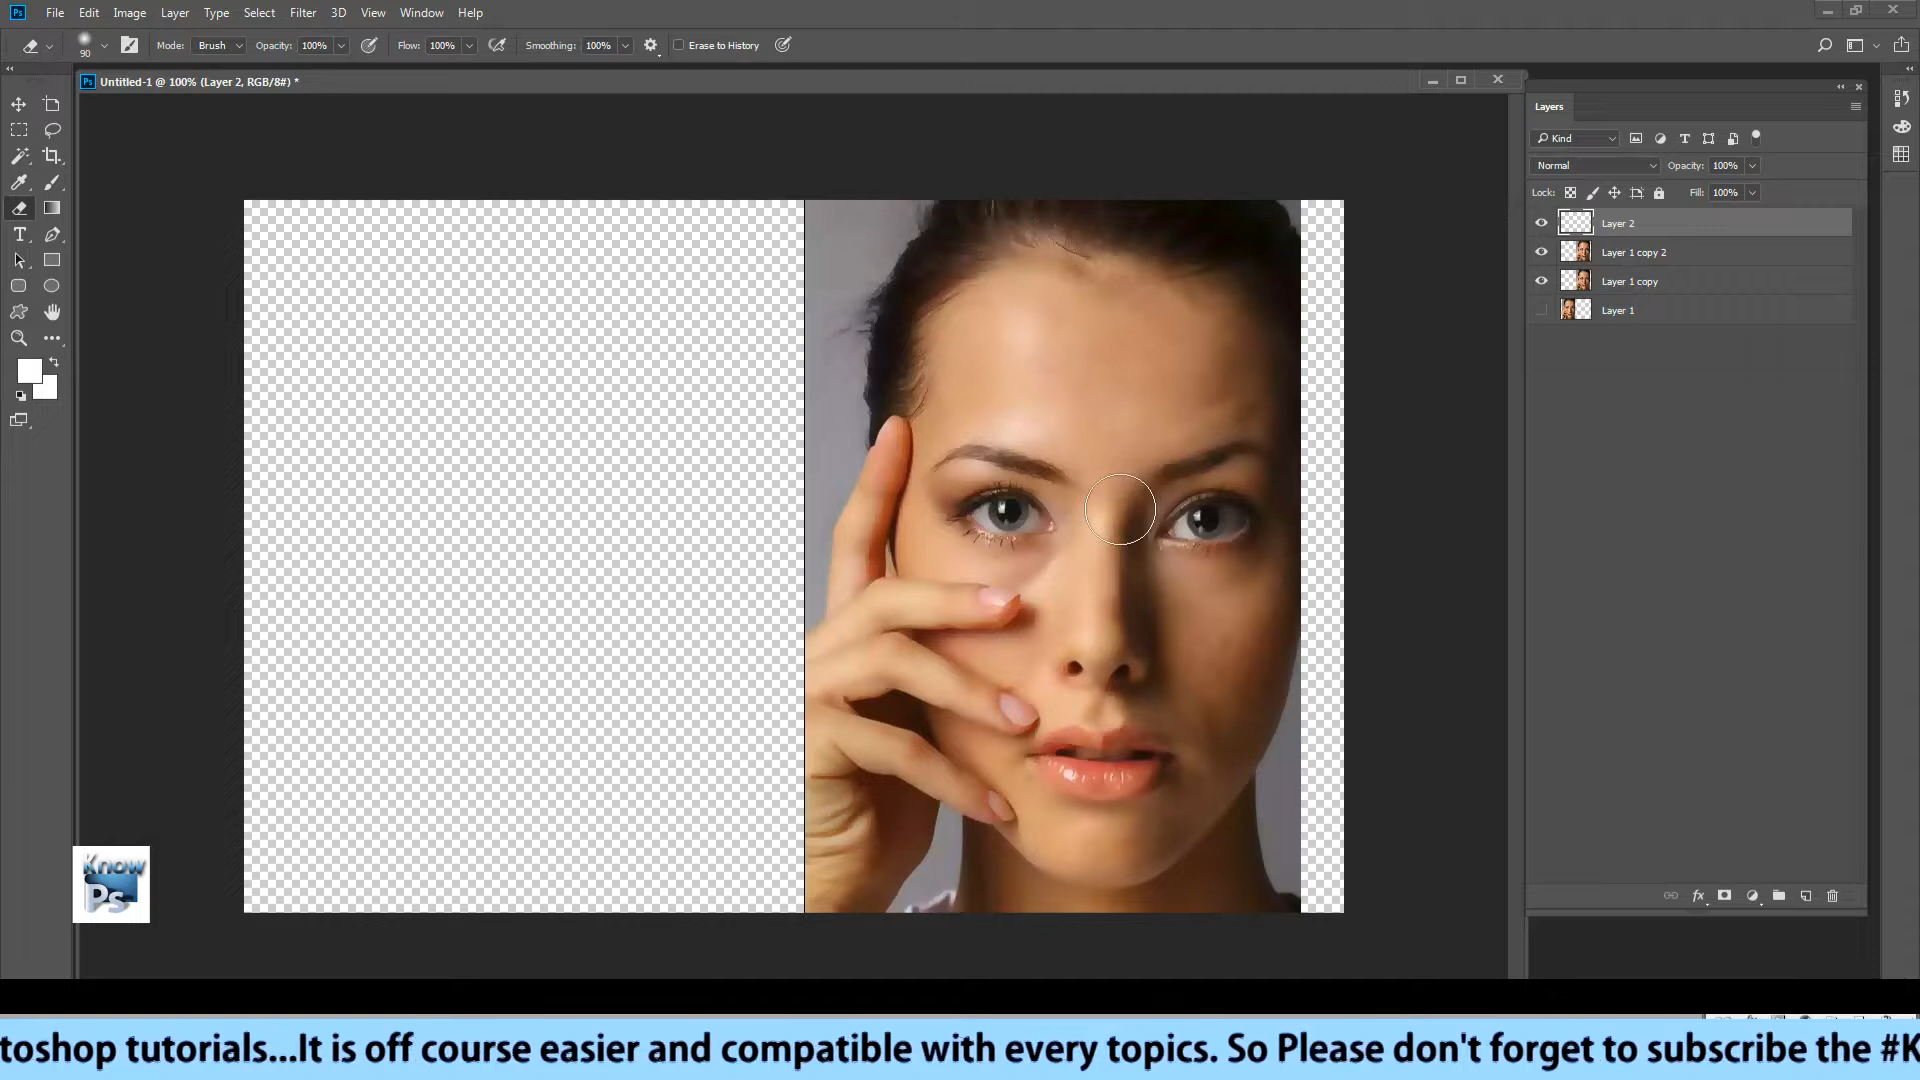 Ps File Edit Image Layer Type Select Filter 3D View Window Help
90 Mode: Brush Opacity: 100% Flow: 100% Smoothing: 100% Erase to History
Ps Untitled-1 @ 100% (Layer 2, RGB/8#) *
Layers
Kind
Normal Opacity: 100%
Lock: Fill: 100%
Layer 2
Layer 1 copy 2
Layer 1 copy
Layer 1
Know
Ps
toshop tutorials...It is off course easier and compatible with every topics. So Please don't forget to subscribe the #K